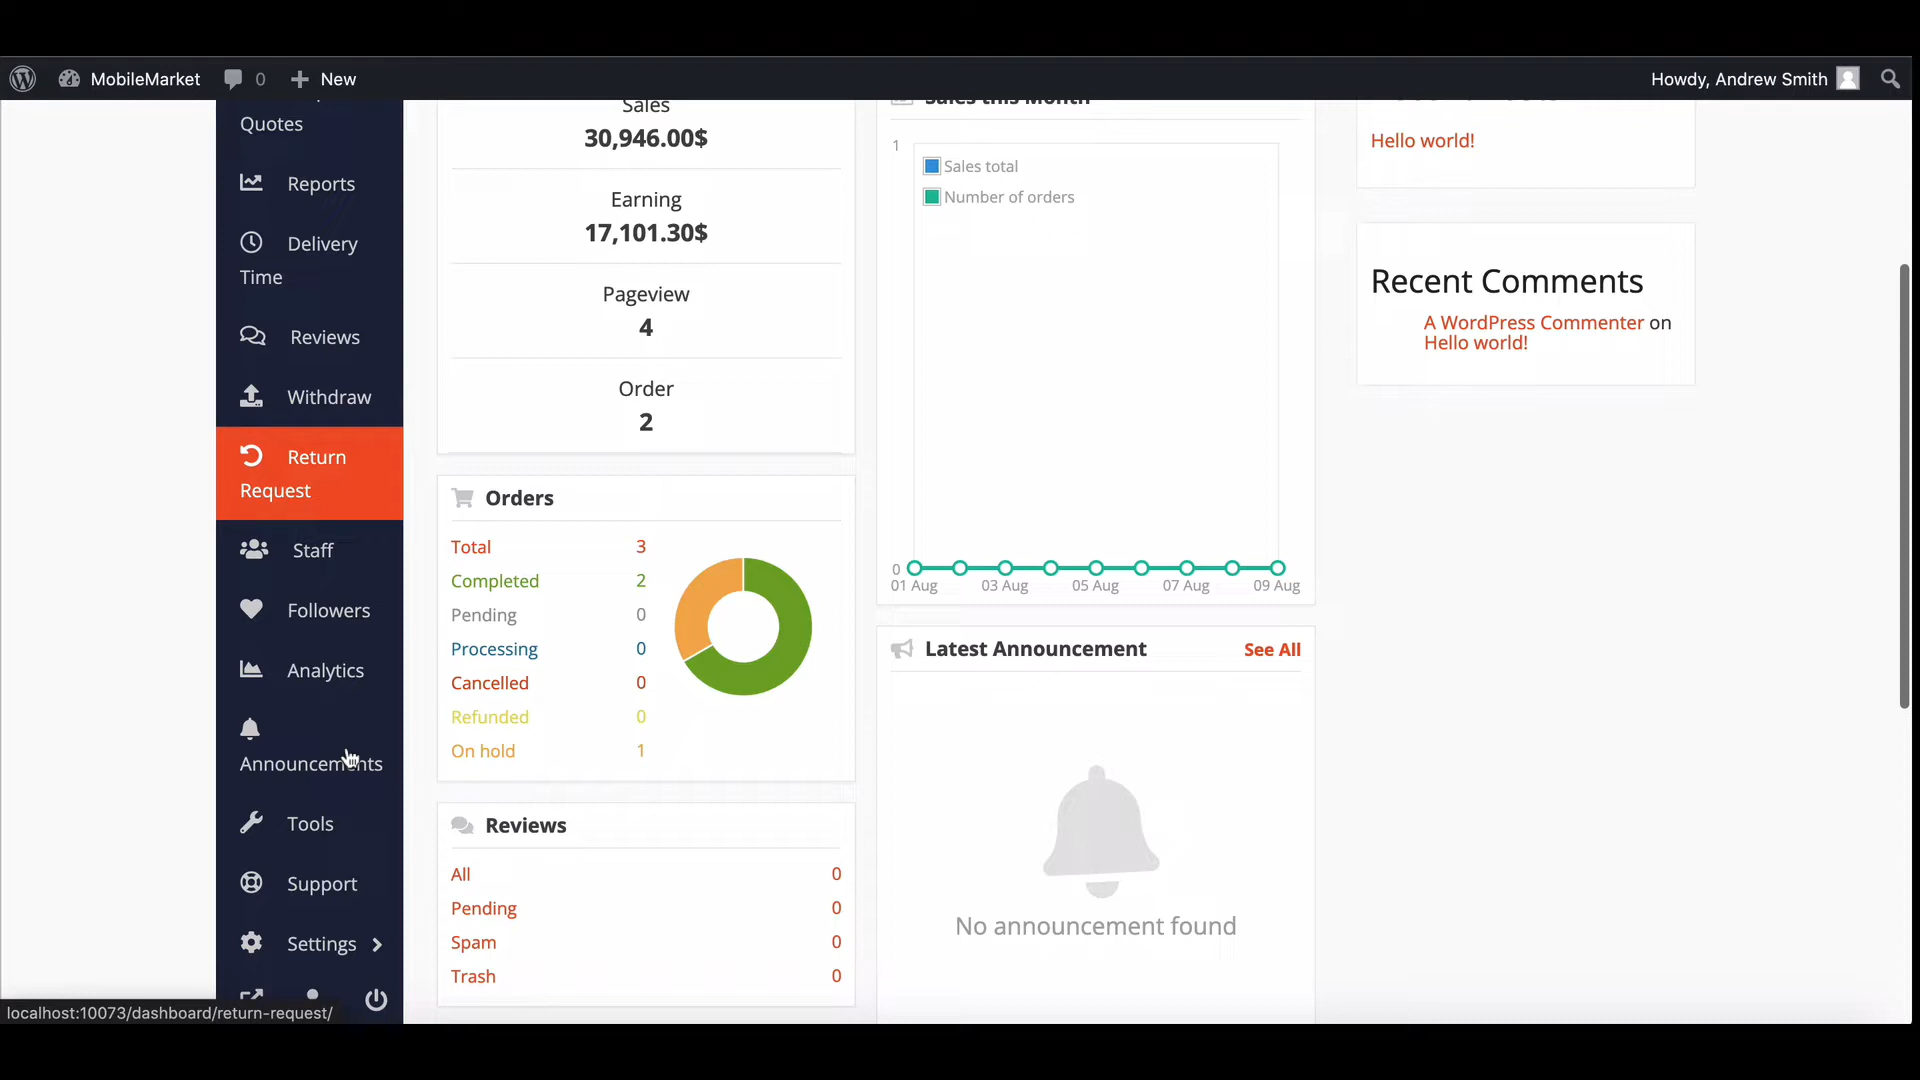 MobileMarket 0 New
Howdy, Andrew Smith
Quotes
Reports
Delivery
Time
Reviews
Withdraw
Return
Request
Staff
Followers
Analytics
Announcements
Tools
Support
Settings
Sales
30,946.00$
Earning
17,101.30$
Pageview
4
Order
2
Orders
Total 3
Completed 2
Pending 0
Processing 0
Cancelled 0
Refunded 0
On hold 1
Reviews
All 0
Pending 0
Spam 0
Trash 0
Sales this Month
1
Sales total
Number of orders
0
01 Aug 03 Aug 05 Aug 07 Aug 09 Aug
Latest Announcement See All
No announcement found
Hello world!
Recent Comments
A WordPress Commenter on
Hello world!
localhost:10073/dashboard/return-request/